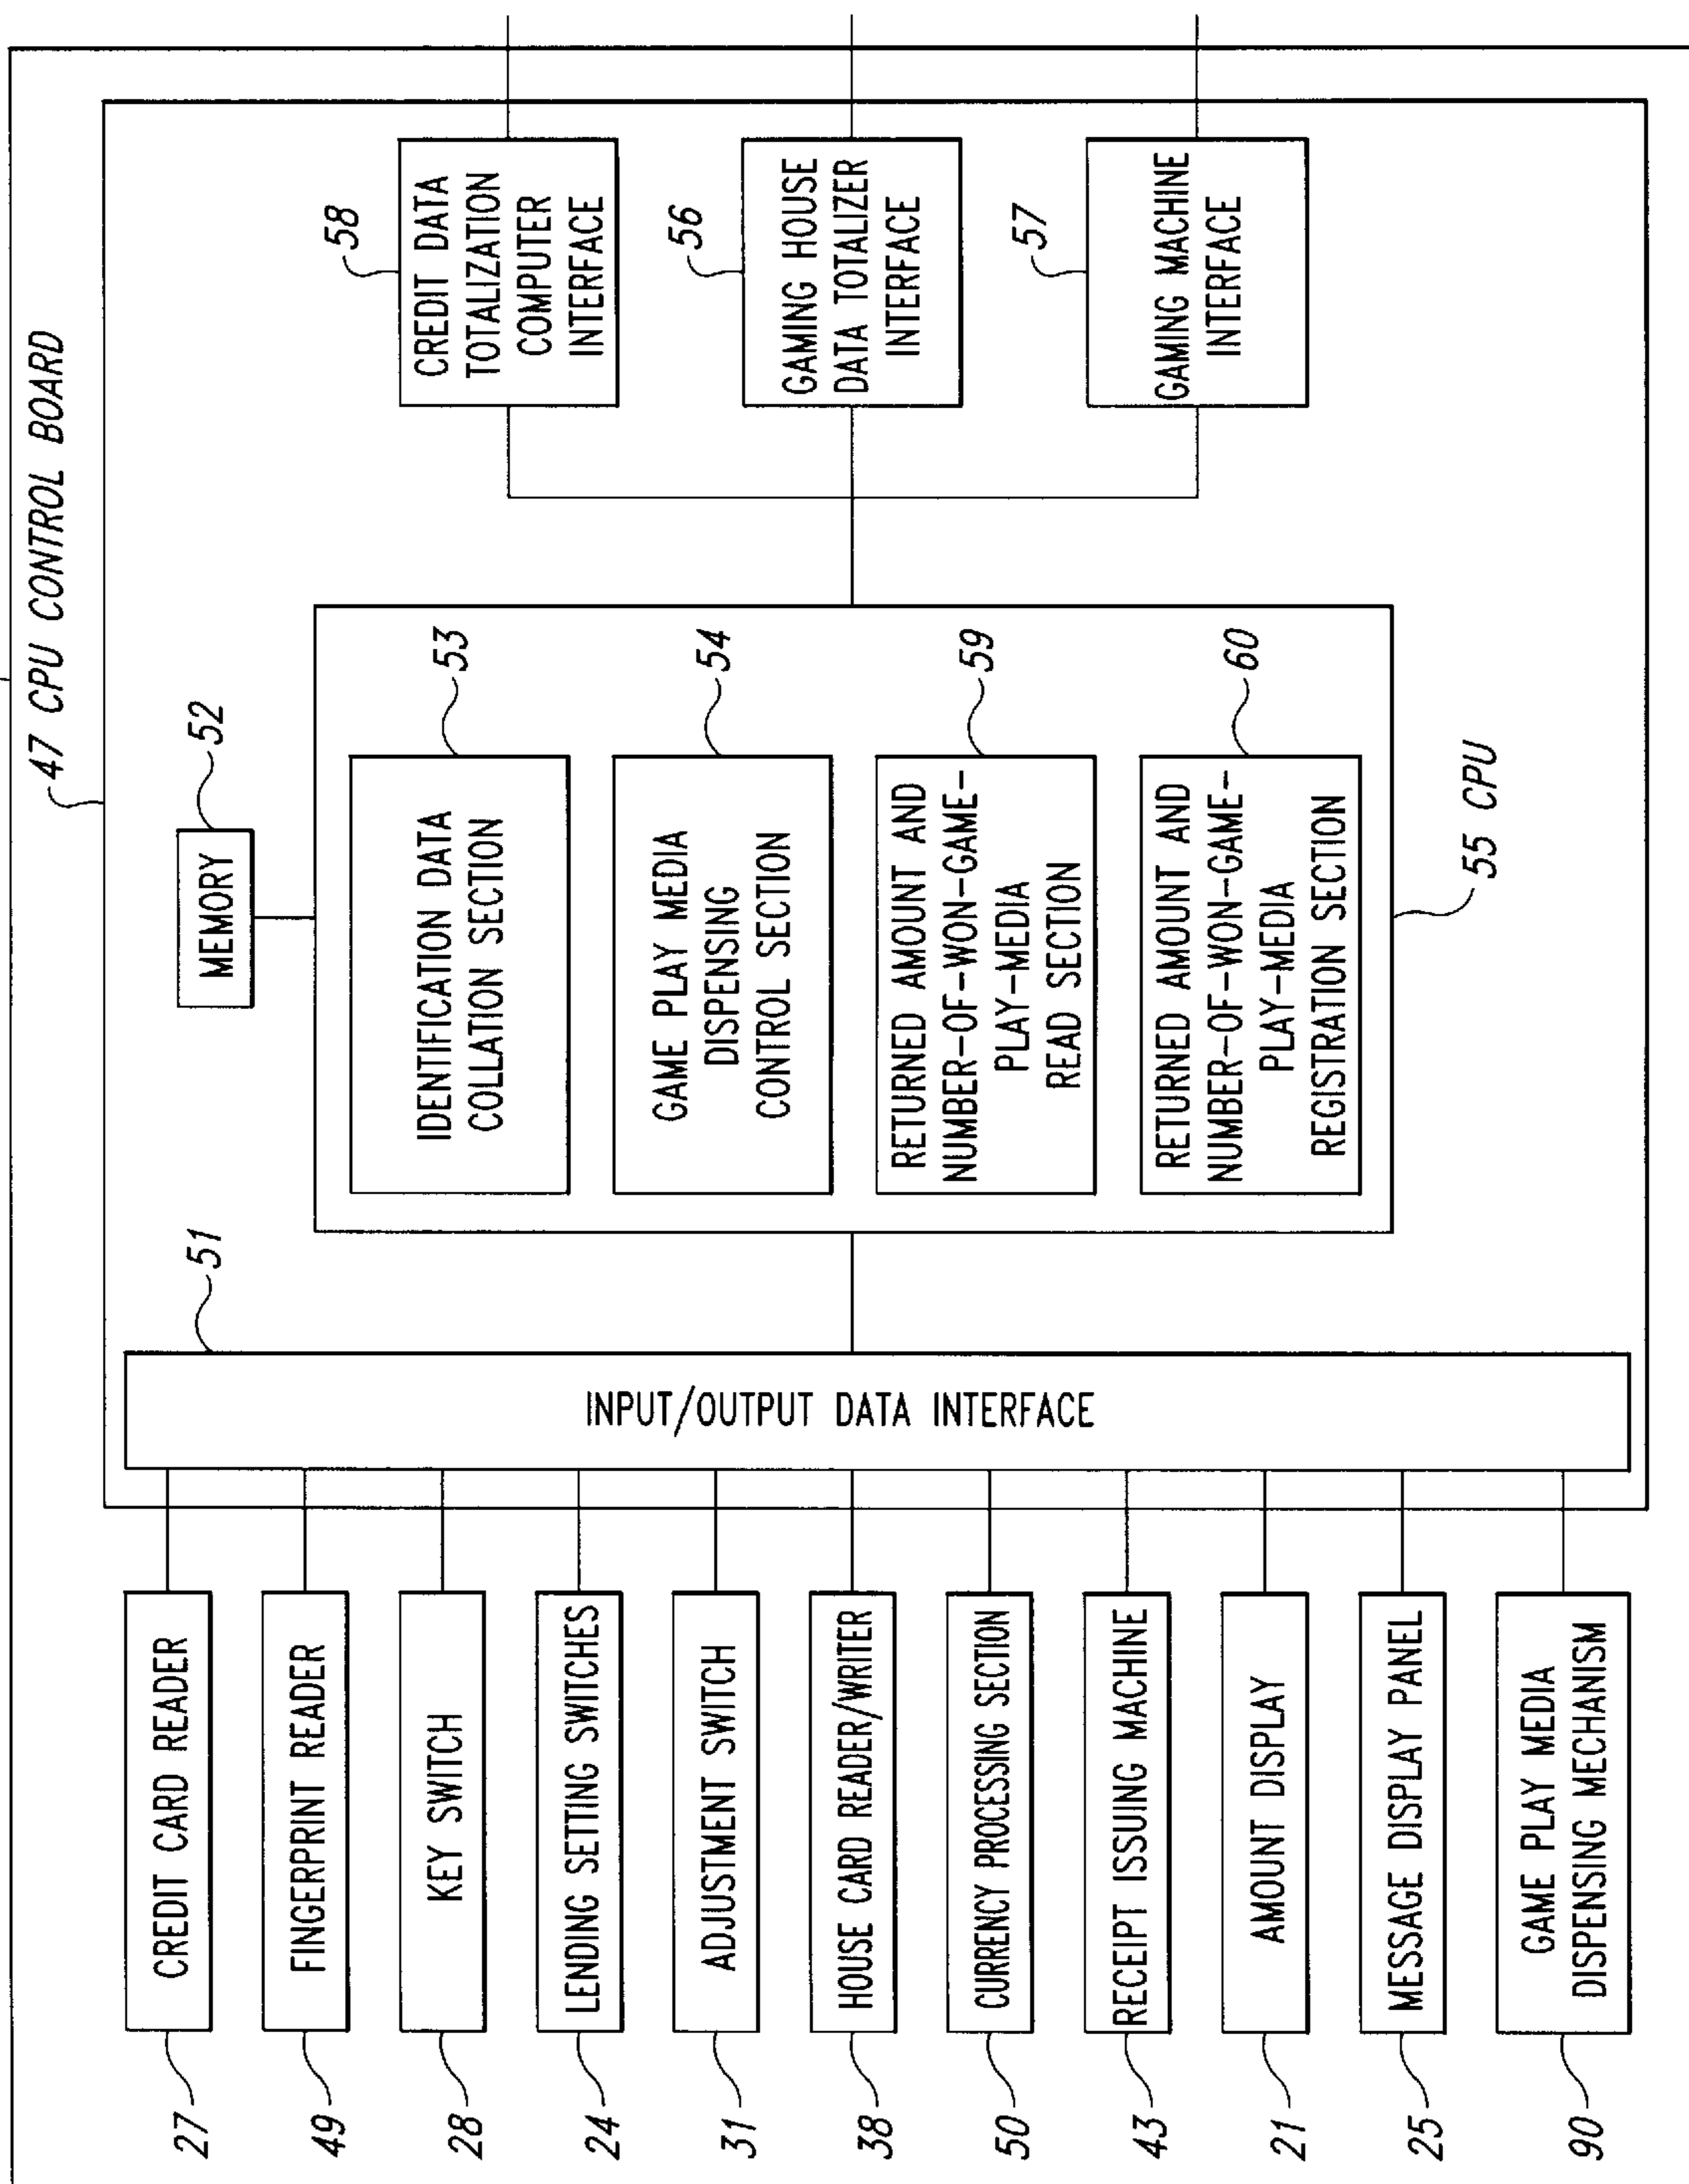 47 CPU CONTROL BOARD
27
CREDIT CARD READER
49
FINGERPRINT READER
28
KEY SWITCH
24
LENDING SETTING SWITCHES
31
ADJUSTMENT SWITCH
38
HOUSE CARD READER/WRITER
50
CURRENCY PROCESSING SECTION
43
RECEIPT ISSUING MACHINE
21
AMOUNT DISPLAY
25
MESSAGE DISPLAY PANEL
90
GAME PLAY MEDIA
DISPENSING MECHANISM
51
INPUT/OUTPUT DATA INTERFACE
52
MEMORY
53
IDENTIFICATION DATA
COLLATION SECTION
54
GAME PLAY MEDIA
DISPENSING
CONTROL SECTION
59
RETURNED AMOUNT AND
NUMBER-OF-WON-GAME-
PLAY-MEDIA
READ SECTION
60
RETURNED AMOUNT AND
NUMBER-OF-WON-GAME-
PLAY-MEDIA
REGISTRATION SECTION
55 CPU
58
CREDIT DATA
TOTALIZATION
COMPUTER
INTERFACE
56
GAMING HOUSE
DATA TOTALIZER
INTERFACE
57
GAMING MACHINE
INTERFACE